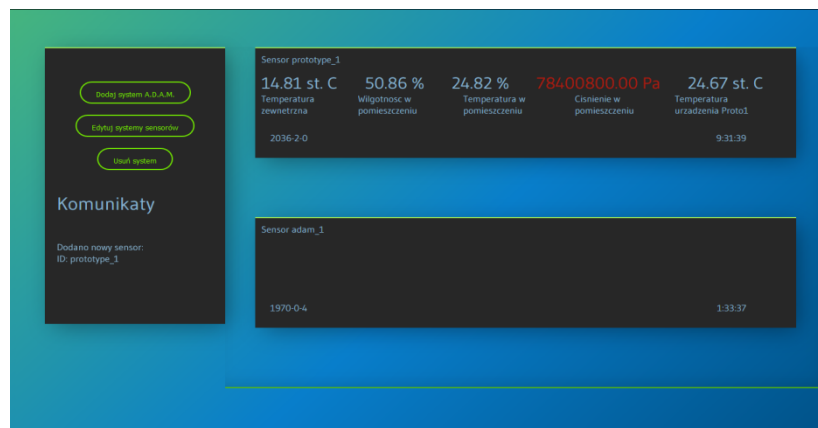 Dodaj system A.D.A.M.
Edytuj systemy sensorów
Usuń system
Komunikaty
Dodano nowy sensor:
ID: prototype_1
Sensor prototype_1
14.81 st. C 50.86 % 24.82 % 78400800.00 Pa 24.67 st. C
Temperatura Wilgotnosc w Temperatura w Cisnienie w Temperatura
zewnetrzna pomieszczeniu pomieszczeniu pomieszczeniu urzadzenia Proto1
2036-2-0 9:31:39
Sensor adam_1
1970-0-4 1:33:37